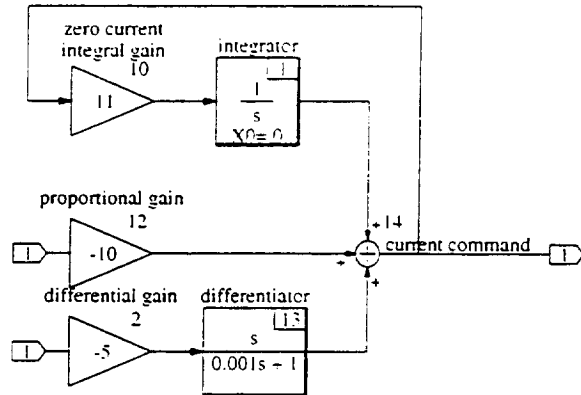 zero current
integral gain
10
11
integrator
1
1
s
X0= 0
proportional gain
12
1
-10
+14
+
current command
1
differential gain
2
1
-5
differentiator
13
s
0.001s + 1
+